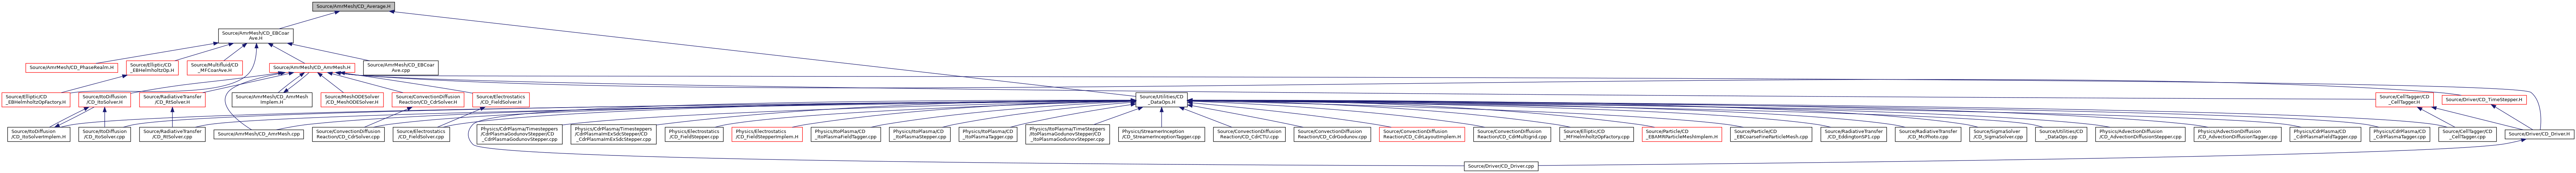 Source/AmrMesh/CD_Average.H
Source/AmrMesh/CD_EBCoar
Ave.H
Source/AmrMesh/CD_PhaseRealm.H
Source/Elliptic/CD
_EBHelmholtzOp.H
Source/Multifluid/CD
_MFCoarAve.H
Source/AmrMesh/CD_AmrMesh.H
Source/AmrMesh/CD_EBCoar
Ave.cpp
Source/Elliptic/CD
_EBHelmholtzOpFactory.H
Source/ItoDiffusion
/CD_ItoSolver.H
Source/RadiativeTransfer
/CD_RtSolver.H
Source/AmrMesh/CD_AmrMesh
Implem.H
Source/MeshODESolver
/CD_MeshODESolver.H
Source/ConvectionDiffusion
Reaction/CD_CdrSolver.H
Source/Electrostatics
/CD_FieldSolver.H
Source/Utilities/CD
_DataOps.H
Source/CellTagger/CD
_CellTagger.H
Source/Driver/CD_TimeStepper.H
Source/ItoDiffusion
/CD_ItoSolverImplem.H
Source/ItoDiffusion
/CD_ItoSolver.cpp
Source/RadiativeTransfer
/CD_RtSolver.cpp
Source/AmrMesh/CD_AmrMesh.cpp
Source/ConvectionDiffusion
Reaction/CD_CdrSolver.cpp
Source/Electrostatics
/CD_FieldSolver.cpp
Physics/CdrPlasma/Timesteppers
/CdrPlasmaGodunovStepper/CD
_CdrPlasmaGodunovStepper.cpp
Physics/CdrPlasma/Timesteppers
/CdrPlasmaImExSdcStepper/CD
_CdrPlasmaImExSdcStepper.cpp
Physics/Electrostatics
/CD_FieldStepper.cpp
Physics/Electrostatics
/CD_FieldStepperImplem.H
Physics/ItoPlasma/CD
_ItoPlasmaFieldTagger.cpp
Physics/ItoPlasma/CD
_ItoPlasmaStepper.cpp
Physics/ItoPlasma/CD
_ItoPlasmaTagger.cpp
Physics/ItoPlasma/TimeSteppers
/ItoPlasmaGodunovStepper/CD
_ItoPlasmaGodunovStepper.cpp
Physics/StreamerInception
/CD_StreamerInceptionTagger.cpp
Source/ConvectionDiffusion
Reaction/CD_CdrCTU.cpp
Source/ConvectionDiffusion
Reaction/CD_CdrGodunov.cpp
Source/ConvectionDiffusion
Reaction/CD_CdrLayoutImplem.H
Source/ConvectionDiffusion
Reaction/CD_CdrMultigrid.cpp
Source/Elliptic/CD
_MFHelmholtzOpFactory.cpp
Source/Particle/CD
_EBAMRParticleMeshImplem.H
Source/Particle/CD
_EBCoarseFineParticleMesh.cpp
Source/RadiativeTransfer
/CD_EddingtonSP1.cpp
Source/RadiativeTransfer
/CD_McPhoto.cpp
Source/SigmaSolver
/CD_SigmaSolver.cpp
Source/Utilities/CD
_DataOps.cpp
Physics/AdvectionDiffusion
/CD_AdvectionDiffusionStepper.cpp
Physics/AdvectionDiffusion
/CD_AdvectionDiffusionTagger.cpp
Physics/CdrPlasma/CD
_CdrPlasmaFieldTagger.cpp
Physics/CdrPlasma/CD
_CdrPlasmaTagger.cpp
Source/CellTagger/CD
_CellTagger.cpp
Source/Driver/CD_Driver.H
Source/Driver/CD_Driver.cpp